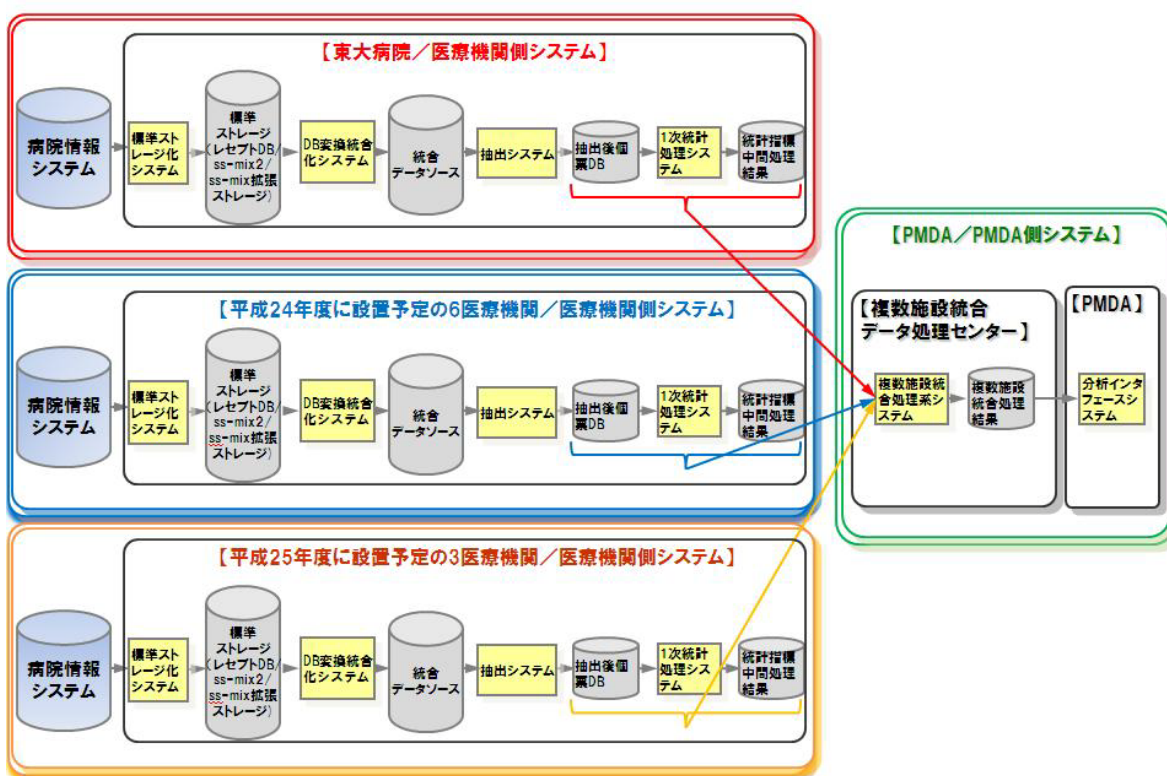 【東大病院／医療機関側システム】
病院情報
システム
標準スト
レージ化
システム
標準
ストレージ
(レセプトDB/
ss-mix2/
ss-mix拡張
ストレージ)
DB変換統合
化システム
統合
データソース
抽出システム
抽出後個
票DB
1次統計
処理シス
テム
統計指標
中間処理
結果
【平成24年度に設置予定の6医療機関／医療機関側システム】
病院情報
システム
標準スト
レージ化
システム
標準
ストレージ
(レセプトDB/
ss-mix2/
ss-mix拡張
ストレージ)
DB変換統合
化システム
統合
データソース
抽出システム
抽出後個
票DB
1次統計
処理シス
テム
統計指標
中間処理
結果
【平成25年度に設置予定の3医療機関／医療機関側システム】
病院情報
システム
標準スト
レージ化
システム
標準
ストレージ
(レセプトDB/
ss-mix2/
ss-mix拡張
ストレージ)
DB変換統合
化システム
統合
データソース
抽出システム
抽出後個
票DB
1次統計
処理シス
テム
統計指標
中間処理
結果
【PMDA／PMDA側システム】
【複数施設統合
データ処理センター】
複数施設統
合処理系シ
ステム
複数施設
統合処理
結果
【PMDA】
分析インタ
フェースシ
ステム